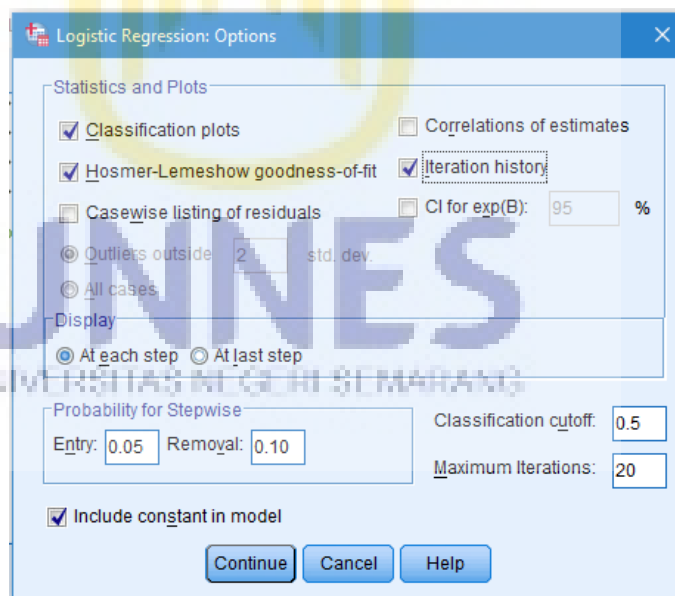 Logistic Regression: Options
Statistics and Plots
Classification plots
Correlations of estimates
Hosmer-Lemeshow goodness-of-fit
Iteration history
Casewise listing of residuals
CI for exp(B): 95 %
Outliers outside 2 std. dev.
All cases
UNNES
Display
At each step At last step
UNIVERSITAS NEGERI SEMARANG
Probability for Stepwise
Entry: 0.05 Removal: 0.10
Classification cutoff: 0.5
Maximum Iterations: 20
Include constant in model
Continue Cancel Help